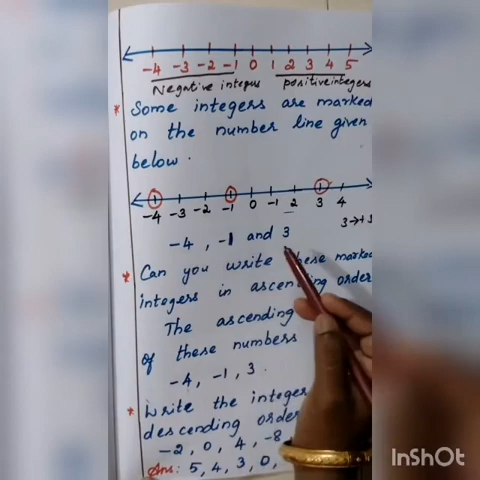 -4 -3 -2 -1 0 1 2 3 4 5
Negative integers positive integers
* Some integers are marked
on the number line given
below.
-4 -3 -2 -1 0 -1 2 3 4
3→+3
-4, -1 and 3
* Can you write these marked
integers in ascending order
The ascending
of these numbers
-4, -1, 3.
* Write the integer
descending order
-2, 0, 4, -8
Ans: 5, 4, 3, 0,
InShOt